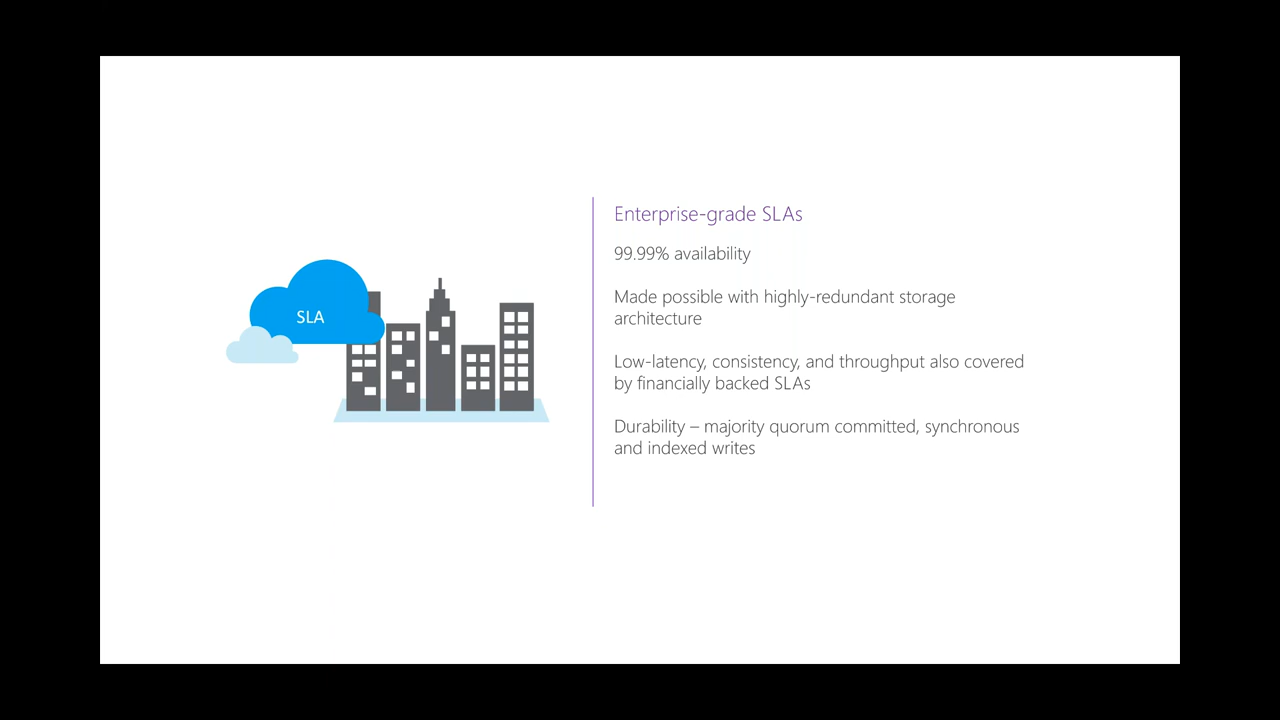 SLA
Enterprise-grade SLAs
99.99% availability
Made possible with highly-redundant storage
architecture
Low-latency, consistency, and throughput also covered
by financially backed SLAs
Durability – majority quorum committed, synchronous
and indexed writes